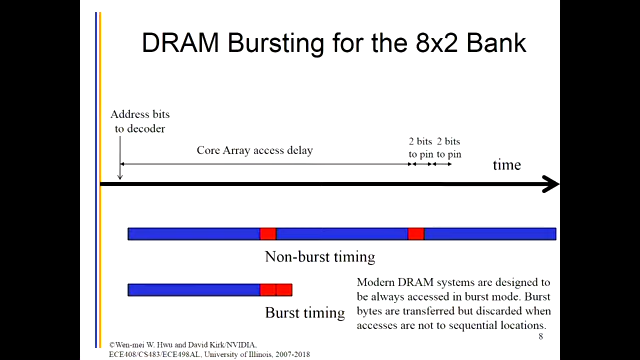 DRAM Bursting for the 8x2 Bank
Address bits
to decoder
Core Array access delay
2 bits
to pin
2 bits
to pin
time
Non-burst timing
Burst timing
Modern DRAM systems are designed to
be always accessed in burst mode. Burst
bytes are transferred but discarded when
accesses are not to sequential locations.
8
©Wen-mei W. Hwu and David Kirk/NVIDIA,
ECE408/CS483/ECE498AL, University of Illinois, 2007-2018